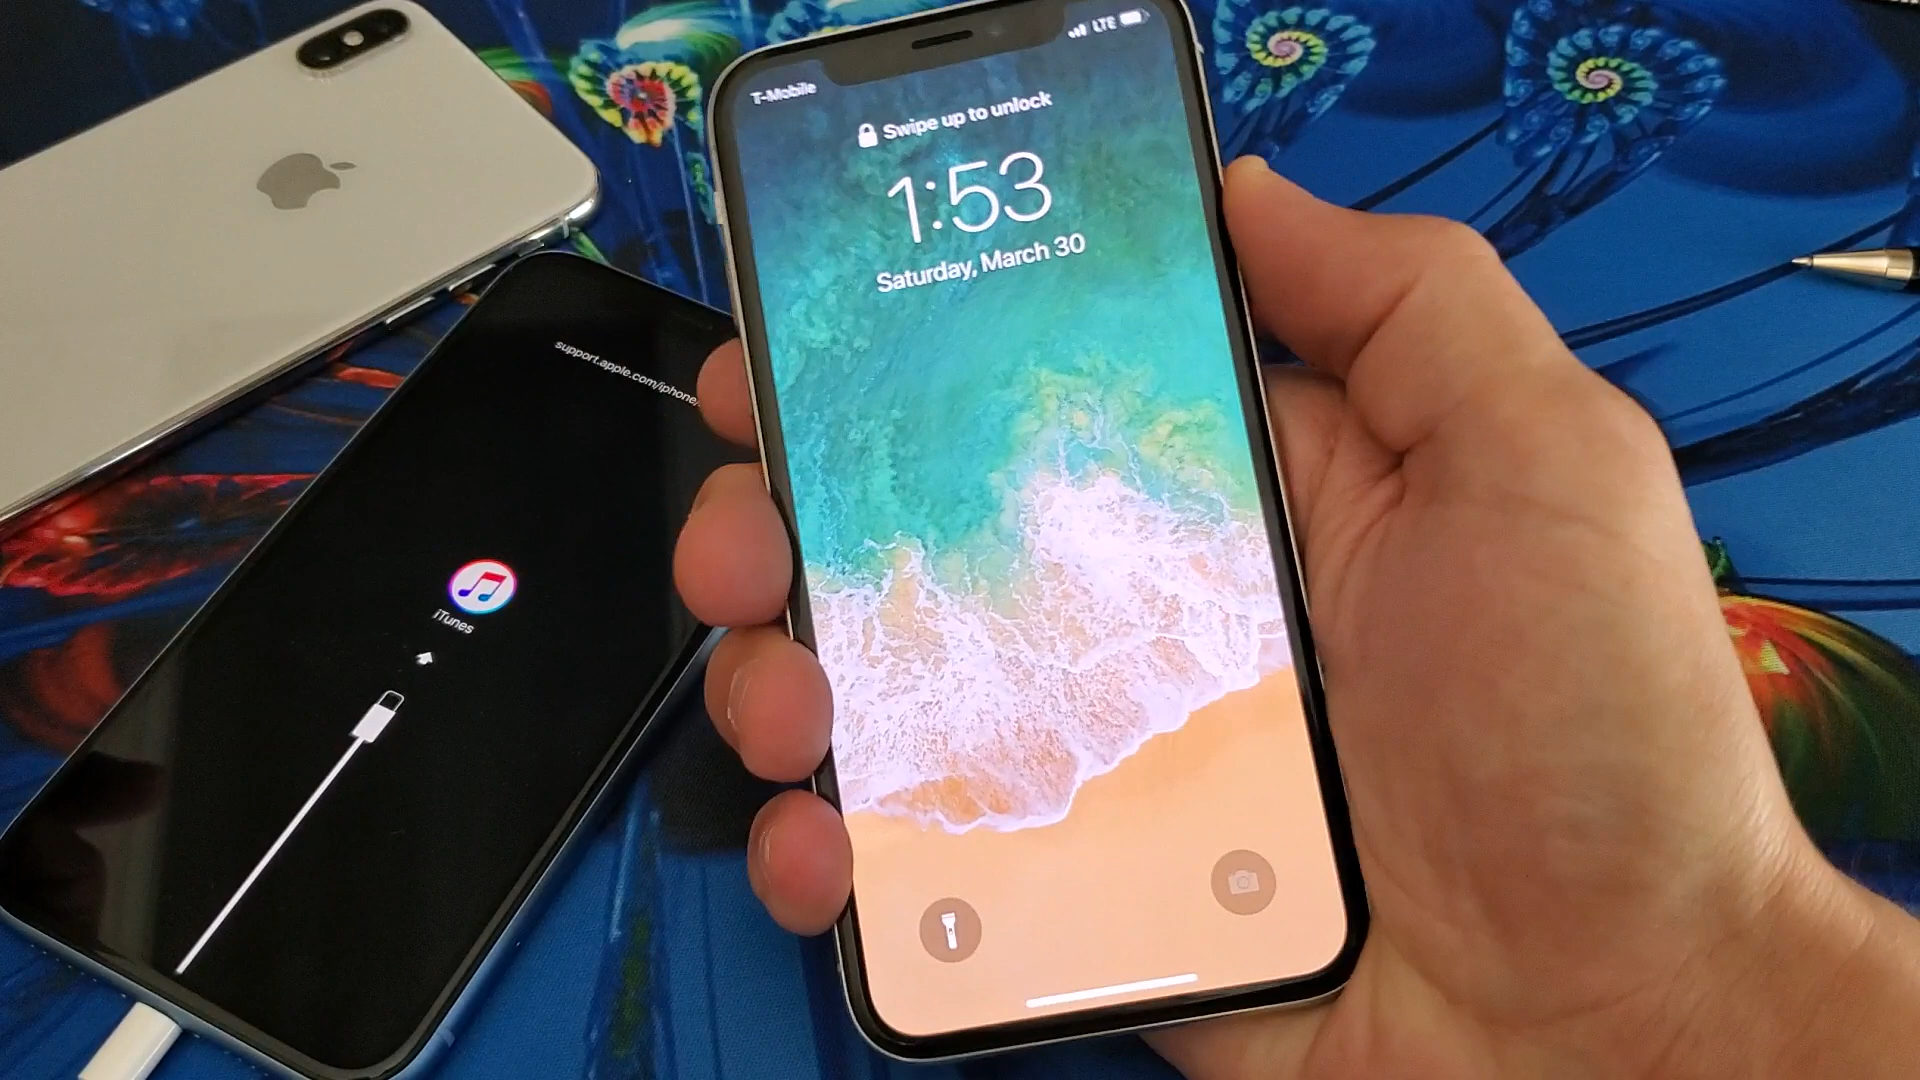 T-Mobile
LTE
Swipe up to unlock
1:53
Saturday, March 30
support.apple.com/iphone/
iTunes